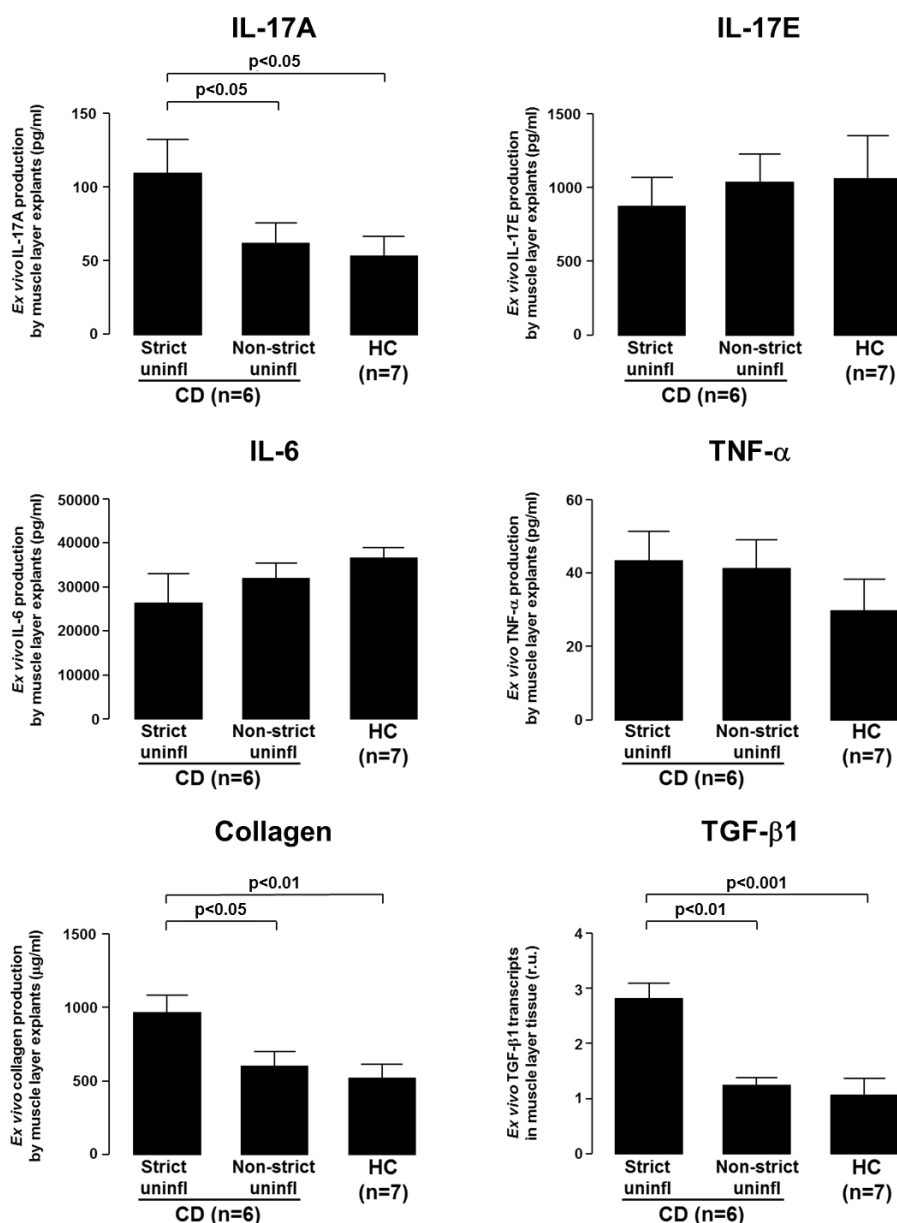 IL-17A
p<0.05
p<0.05
Ex vivo IL-17A production
by muscle layer explants (pg/ml)
150
100
50
0
Strict
uninfl
Non-strict
uninfl
HC
(n=7)
CD (n=6)
IL-17E
Ex vivo IL-17E production
by muscle layer explants (pg/ml)
1500
1000
500
0
Strict
uninfl
Non-strict
uninfl
HC
(n=7)
CD (n=6)
IL-6
Ex vivo IL-6 production
by muscle layer explants (pg/ml)
50000
40000
30000
20000
10000
0
Strict
uninfl
Non-strict
uninfl
HC
(n=7)
CD (n=6)
TNF-α
Ex vivo TNF-α production
by muscle layer explants (pg/ml)
60
40
20
0
Strict
uninfl
Non-strict
uninfl
HC
(n=7)
CD (n=6)
Collagen
p<0.01
p<0.05
Ex vivo collagen production
by muscle layer explants (µg/ml)
1500
1000
500
0
Strict
uninfl
Non-strict
uninfl
HC
(n=7)
CD (n=6)
TGF-β1
p<0.001
p<0.01
Ex vivo TGF-β1 transcripts
in muscle layer tissue (r.u.)
4
3
2
1
0
Strict
uninfl
Non-strict
uninfl
HC
(n=7)
CD (n=6)